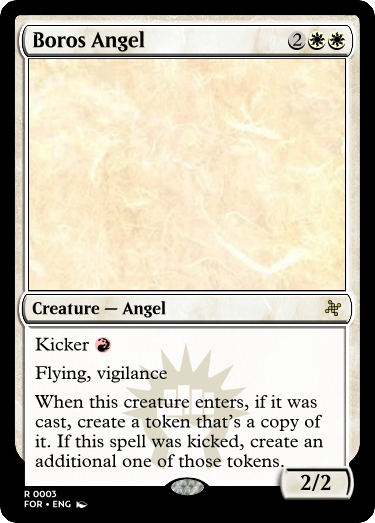 Boros Angel 2
Creature — Angel
Kicker
Flying, vigilance
When this creature enters, if it was
cast, create a token that's a copy of
it. If this spell was kicked, create an
additional one of those tokens.
2/2
R 0003
FOR • ENG